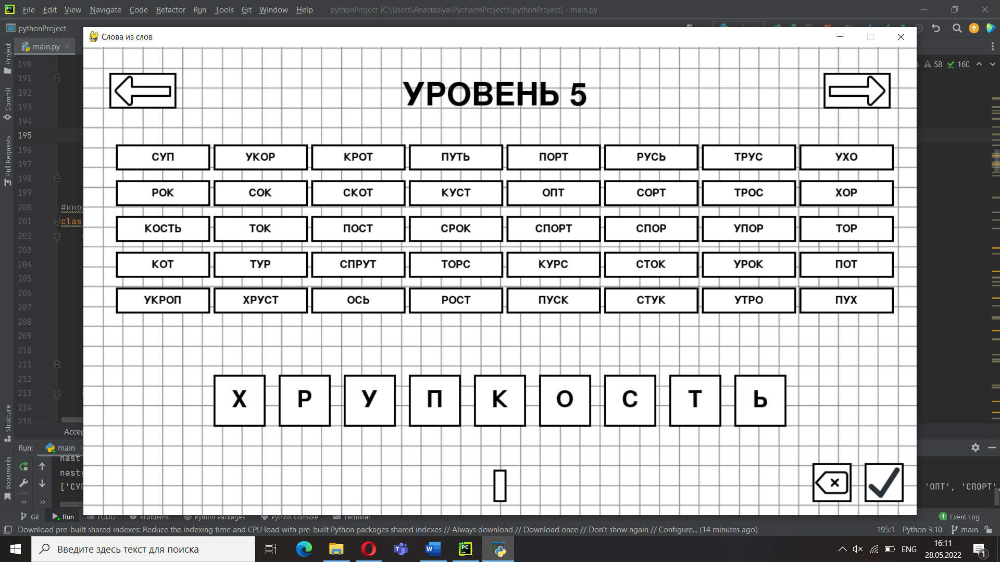 File Edit View Navigate Code Refactor Run Tools Git Window Help pythonProject [C:\Users\Anastasiya\PycharmProjects\pythonProject] - main.py
pythonProject
Слова из слов
main.py
58 160
УРОВЕНЬ 5
СУП УКОР КРОТ ПУТЬ ПОРТ РУСЬ ТРУС УХО
РОК СОК СКОТ КУСТ ОПТ СОРТ ТРОС ХОР
КОСТЬ ТОК ПОСТ СРОК СПОРТ СПОР УПОР ТОР
КОТ ТУР СПРУТ ТОРС КУРС СТОК УРОК ПОТ
УКРОП ХРУСТ ОСЬ РОСТ ПУСК СТУК УТРО ПУХ
Х Р У П К О С Т Ь
Project
Commit
Pull Requests
Structure
Bookmarks
190
191
192
193
194
195
196
197
198
199
200 #кно
201 clas
202
203
204
205
206
207
208
209
210
211
212
213
214
215
Accep
Run: main
nast
nasty
['СУП 'ОПТ', 'СПОРТ',
Git Run TODO Problems Python Packages Python Console Terminal 1 Event Log
Download pre-built shared indexes: Reduce the indexing time and CPU load with pre-built Python packages shared indexes // Always download // Download once // Don't show again // Configure... (14 minutes ago) 195:1 Python 3.10 main
Введите здесь текст для поиска
ENG
16:11
28.05.2022
1